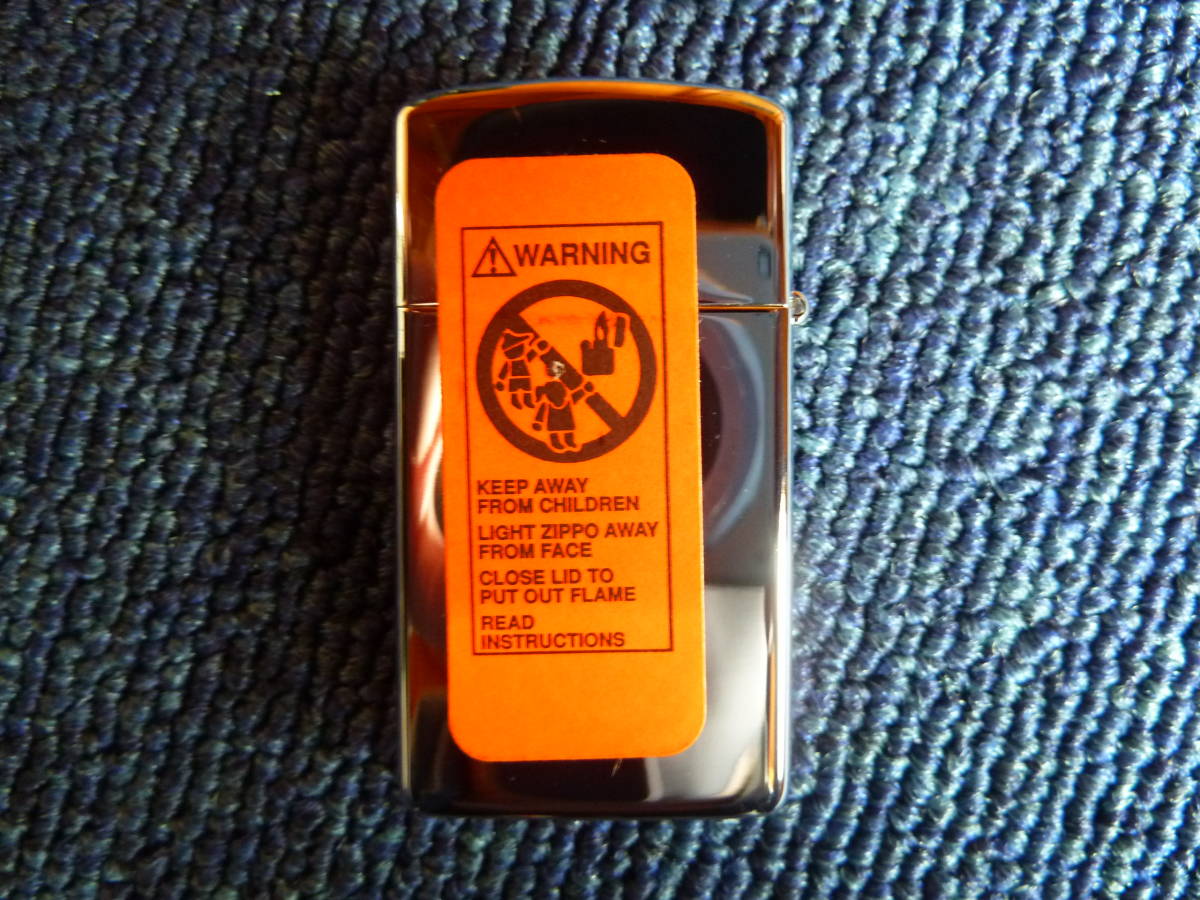 WARNING
KEEP AWAY
FROM CHILDREN
LIGHT ZIPPO AWAY
FROM FACE
CLOSE LID TO
PUT OUT FLAME
READ
INSTRUCTIONS